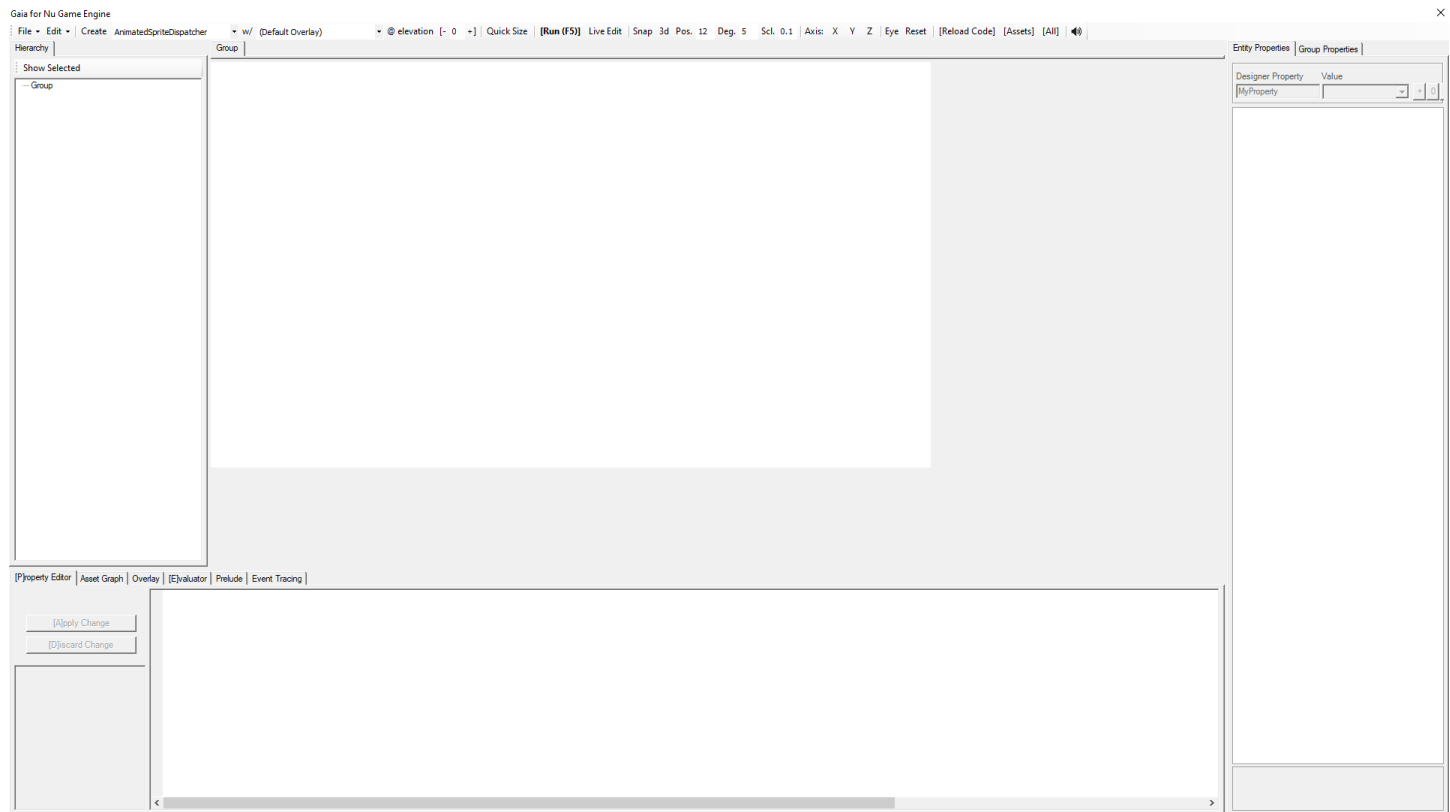 Gaia for Nu Game Engine
File Edit Create AnimatedSpriteDispatcher w/ (Default Overlay) @ elevation [- 0 +] Quick Size [Run (F5)] Live Edit Snap 3d Pos. 12 Deg. 5 Scl. 0.1 Axis: X Y Z Eye Reset [Reload Code] [Assets] [All]
Hierarchy
Group
Entity Properties Group Properties
Show Selected
Group
Designer Property Value
MyProperty + 0
[P]roperty Editor Asset Graph Overlay [E]valuator Prelude Event Tracing
[A]pply Change
[D]iscard Change